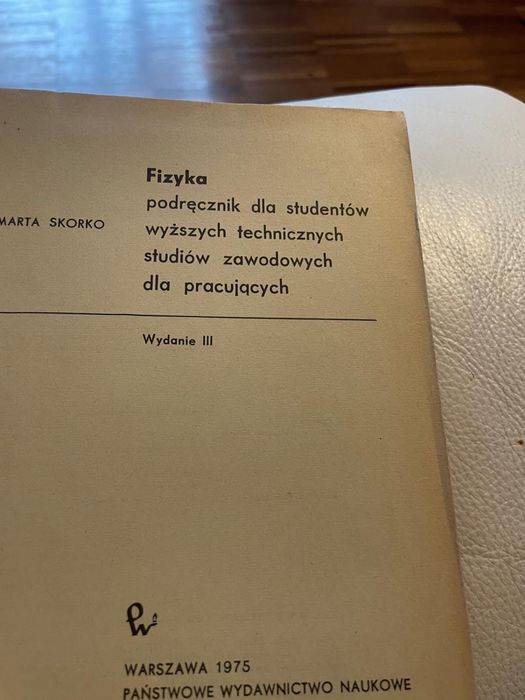 Fizyka
podręcznik dla studentów
MARTA SKORKO
wyższych technicznych
studiów zawodowych
dla pracujących
Wydanie III
WARSZAWA 1975
PAŃSTWOWE WYDAWNICTWO NAUKOWE